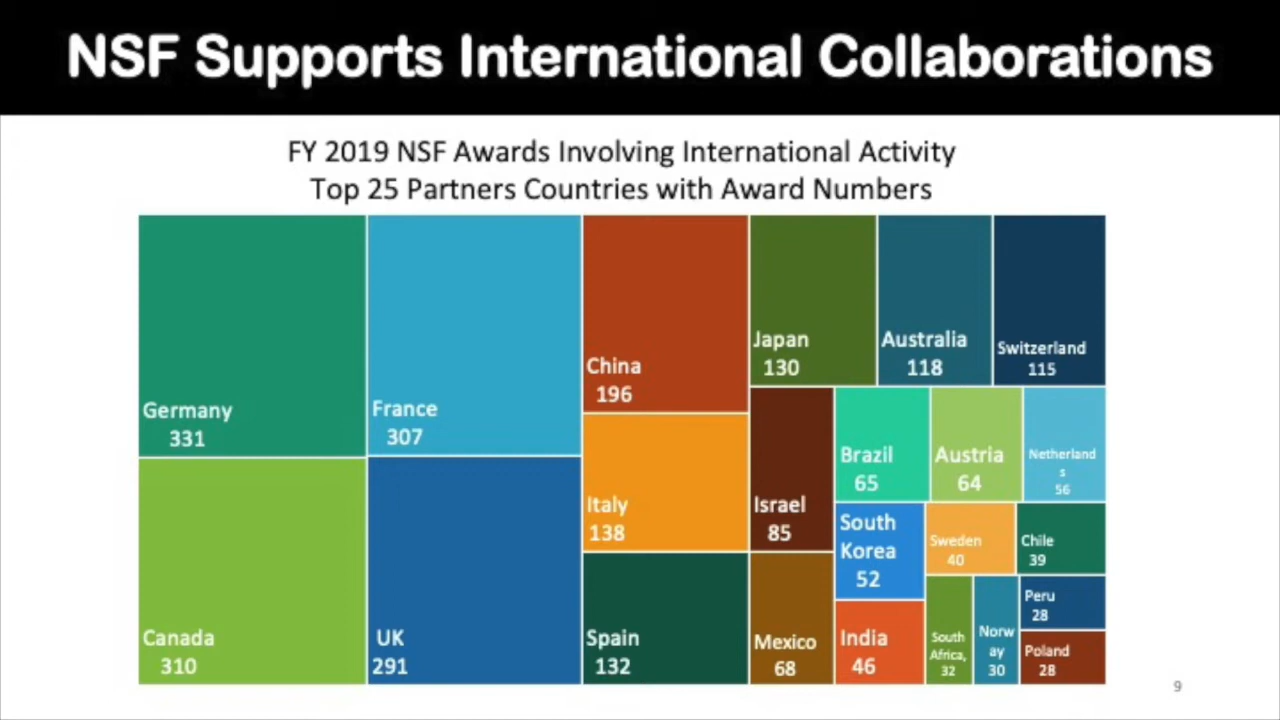 NSF Supports International Collaborations
FY 2019 NSF Awards Involving International Activity
Top 25 Partners Countries with Award Numbers
Germany
331
Canada
310
France
307
UK
291
China
196
Italy
138
Spain
132
Japan
130
Australia
118
Switzerland
115
Israel
85
Mexico
68
Brazil
65
Austria
64
Netherland
s
56
South
Korea
52
India
46
Sweden
40
Chile
39
South
Africa,
32
Norw
ay
30
Peru
28
Poland
28
9